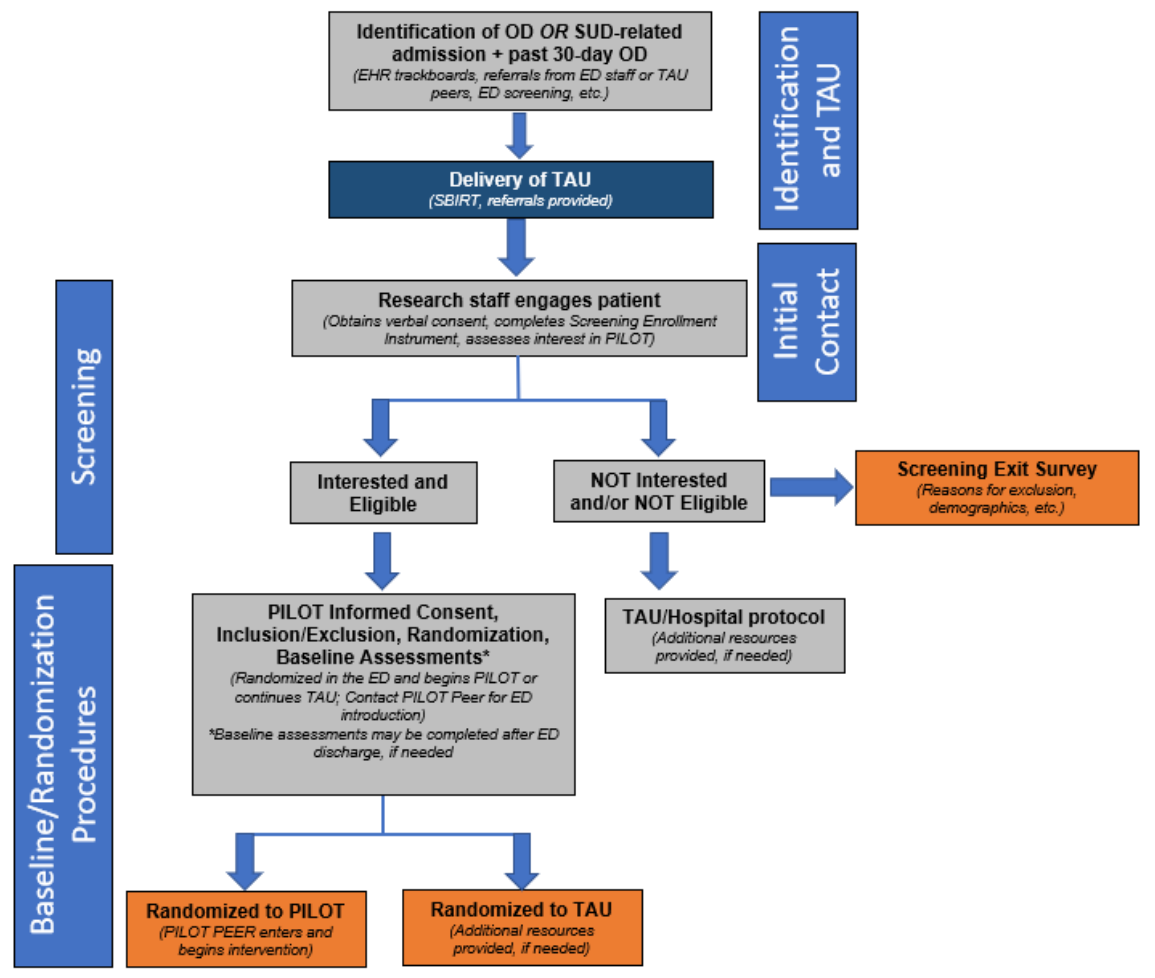 Identification of OD OR SUD-related
admission + past 30-day OD
(EHR trackboards, referrals from ED staff or TAU
peers, ED screening, etc.)
Identification
and TAU
Delivery of TAU
(SBIRT, referrals provided)
Initial
Contact
Research staff engages patient
(Obtains verbal consent, completes Screening Enrollment
Instrument, assesses interest in PILOT)
Screening
Interested and
Eligible
NOT Interested
and/or NOT Eligible
Screening Exit Survey
(Reasons for exclusion,
demographics, etc.)
Baseline/Randomization
Procedures
PILOT Informed Consent,
Inclusion/Exclusion, Randomization,
Baseline Assessments*
(Randomized in the ED and begins PILOT or
continues TAU; Contact PILOT Peer for ED
introduction)
*Baseline assessments may be completed after ED
discharge, if needed
TAU/Hospital protocol
(Additional resources
provided, if needed)
Randomized to PILOT
(PILOT PEER enters and
begins intervention)
Randomized to TAU
(Additional resources
provided, if needed)